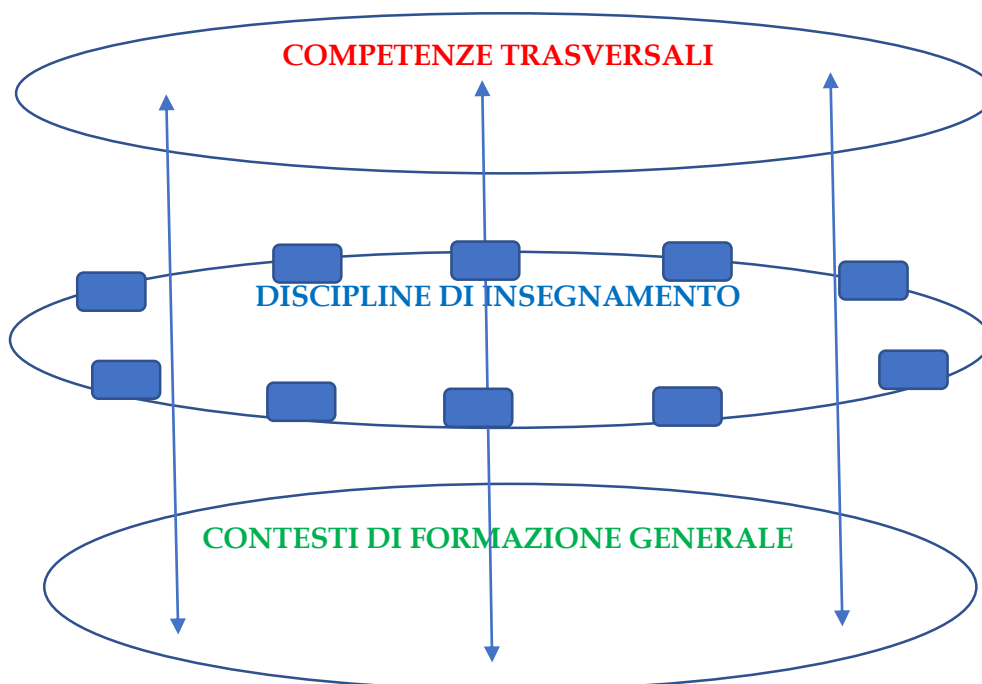 COMPETENZE TRASVERSALI
DISCIPLINE DI INSEGNAMENTO
CONTESTI DI FORMAZIONE GENERALE